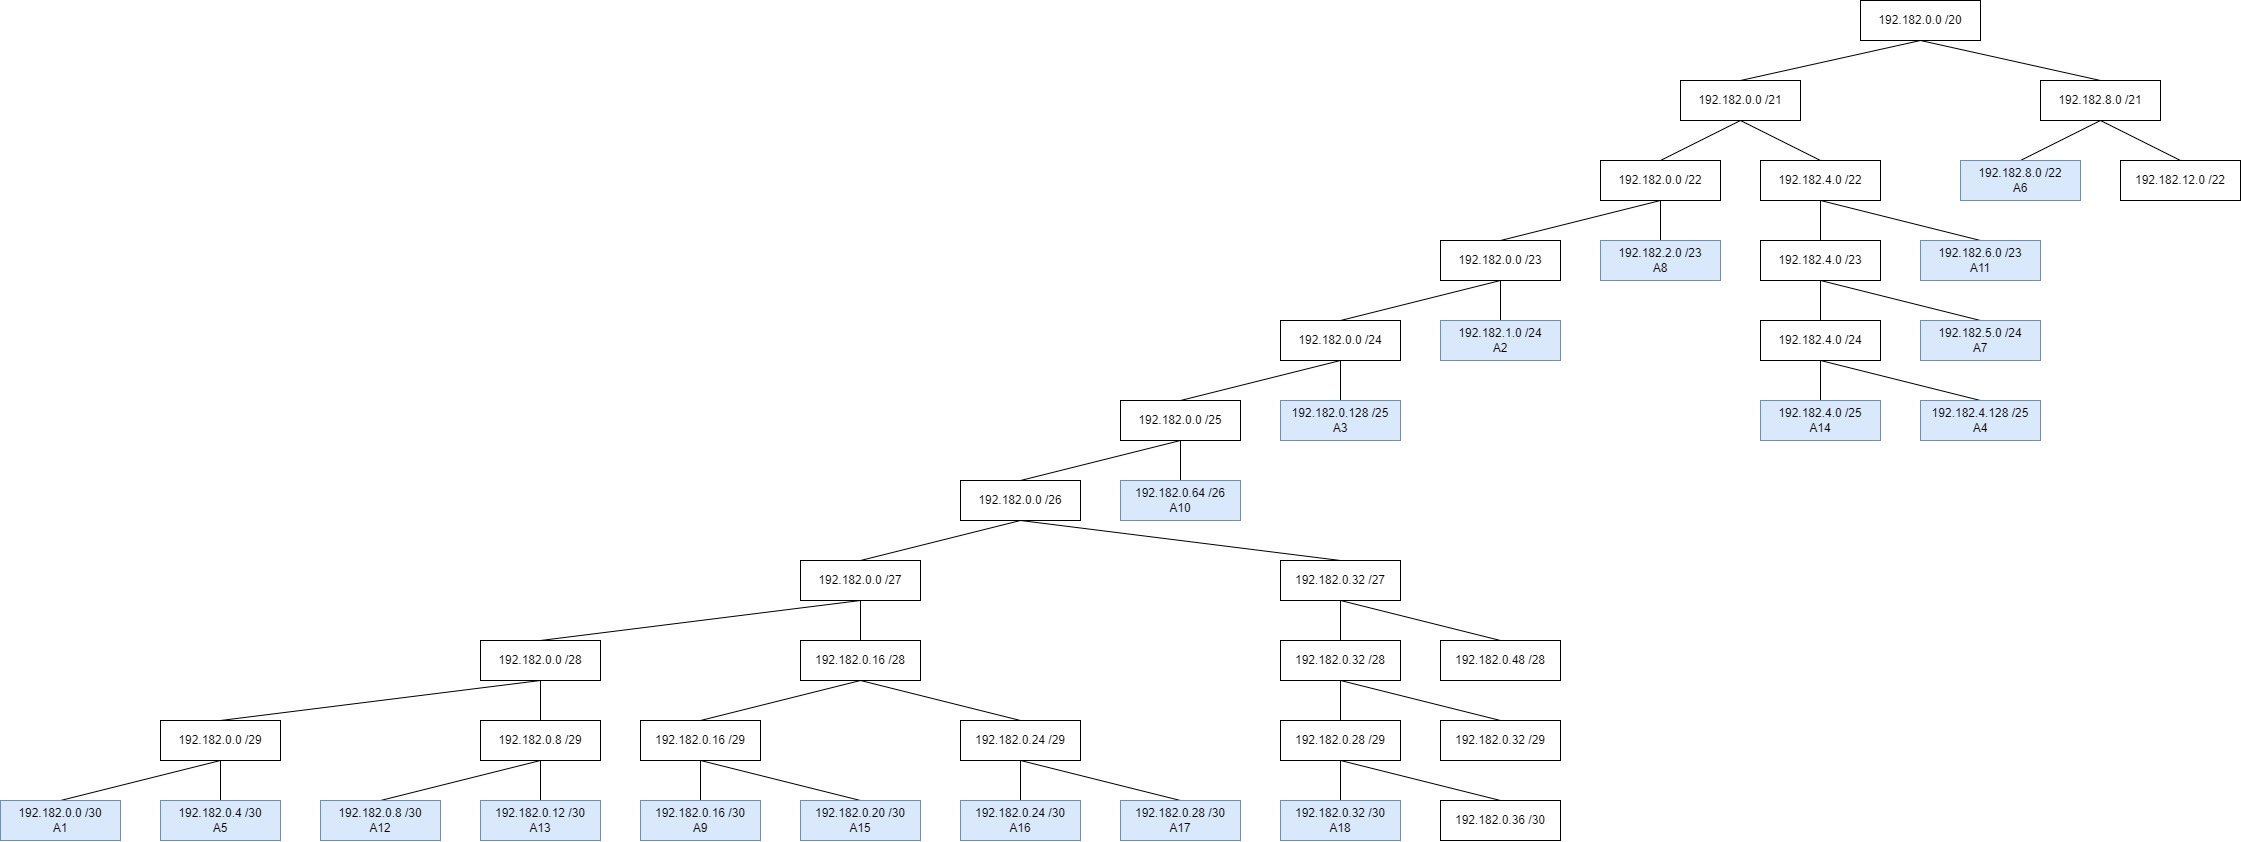 192.182.0.0 /20
192.182.0.0 /21
192.182.8.0 /21
192.182.0.0 /22
192.182.4.0 /22
192.182.8.0 /22
A6
192.182.12.0 /22
192.182.0.0 /23
192.182.2.0 /23
A8
192.182.4.0 /23
192.182.6.0 /23
A11
192.182.0.0 /24
192.182.1.0 /24
A2
192.182.4.0 /24
192.182.5.0 /24
A7
192.182.0.0 /25
192.182.0.128 /25
A3
192.182.4.0 /25
A14
192.182.4.128 /25
A4
192.182.0.0 /26
192.182.0.64 /26
A10
192.182.0.0 /27
192.182.0.32 /27
192.182.0.0 /28
192.182.0.16 /28
192.182.0.32 /28
192.182.0.48 /28
192.182.0.0 /29
192.182.0.8 /29
192.182.0.16 /29
192.182.0.24 /29
192.182.0.28 /29
192.182.0.32 /29
192.182.0.0 /30
A1
192.182.0.4 /30
A5
192.182.0.8 /30
A12
192.182.0.12 /30
A13
192.182.0.16 /30
A9
192.182.0.20 /30
A15
192.182.0.24 /30
A16
192.182.0.28 /30
A17
192.182.0.32 /30
A18
192.182.0.36 /30